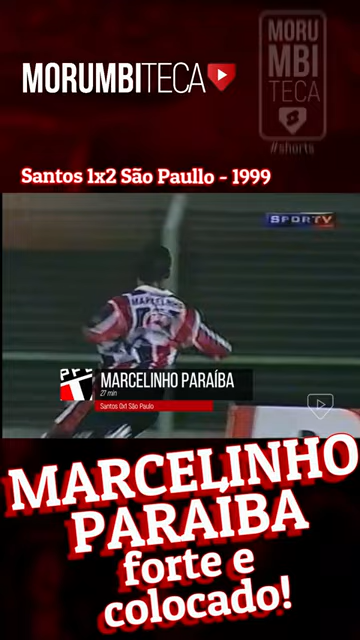 MORUMBITECA
MORU
MBI
TECA
#shorts
Santos 1x2 São Paullo - 1999
SPORTV
MARCELINHO
MARCELINHO PARAÍBA
27 min
Santos 0x1 São Paulo
MARCELINHO
PARAÍBA
forte e
colocado!